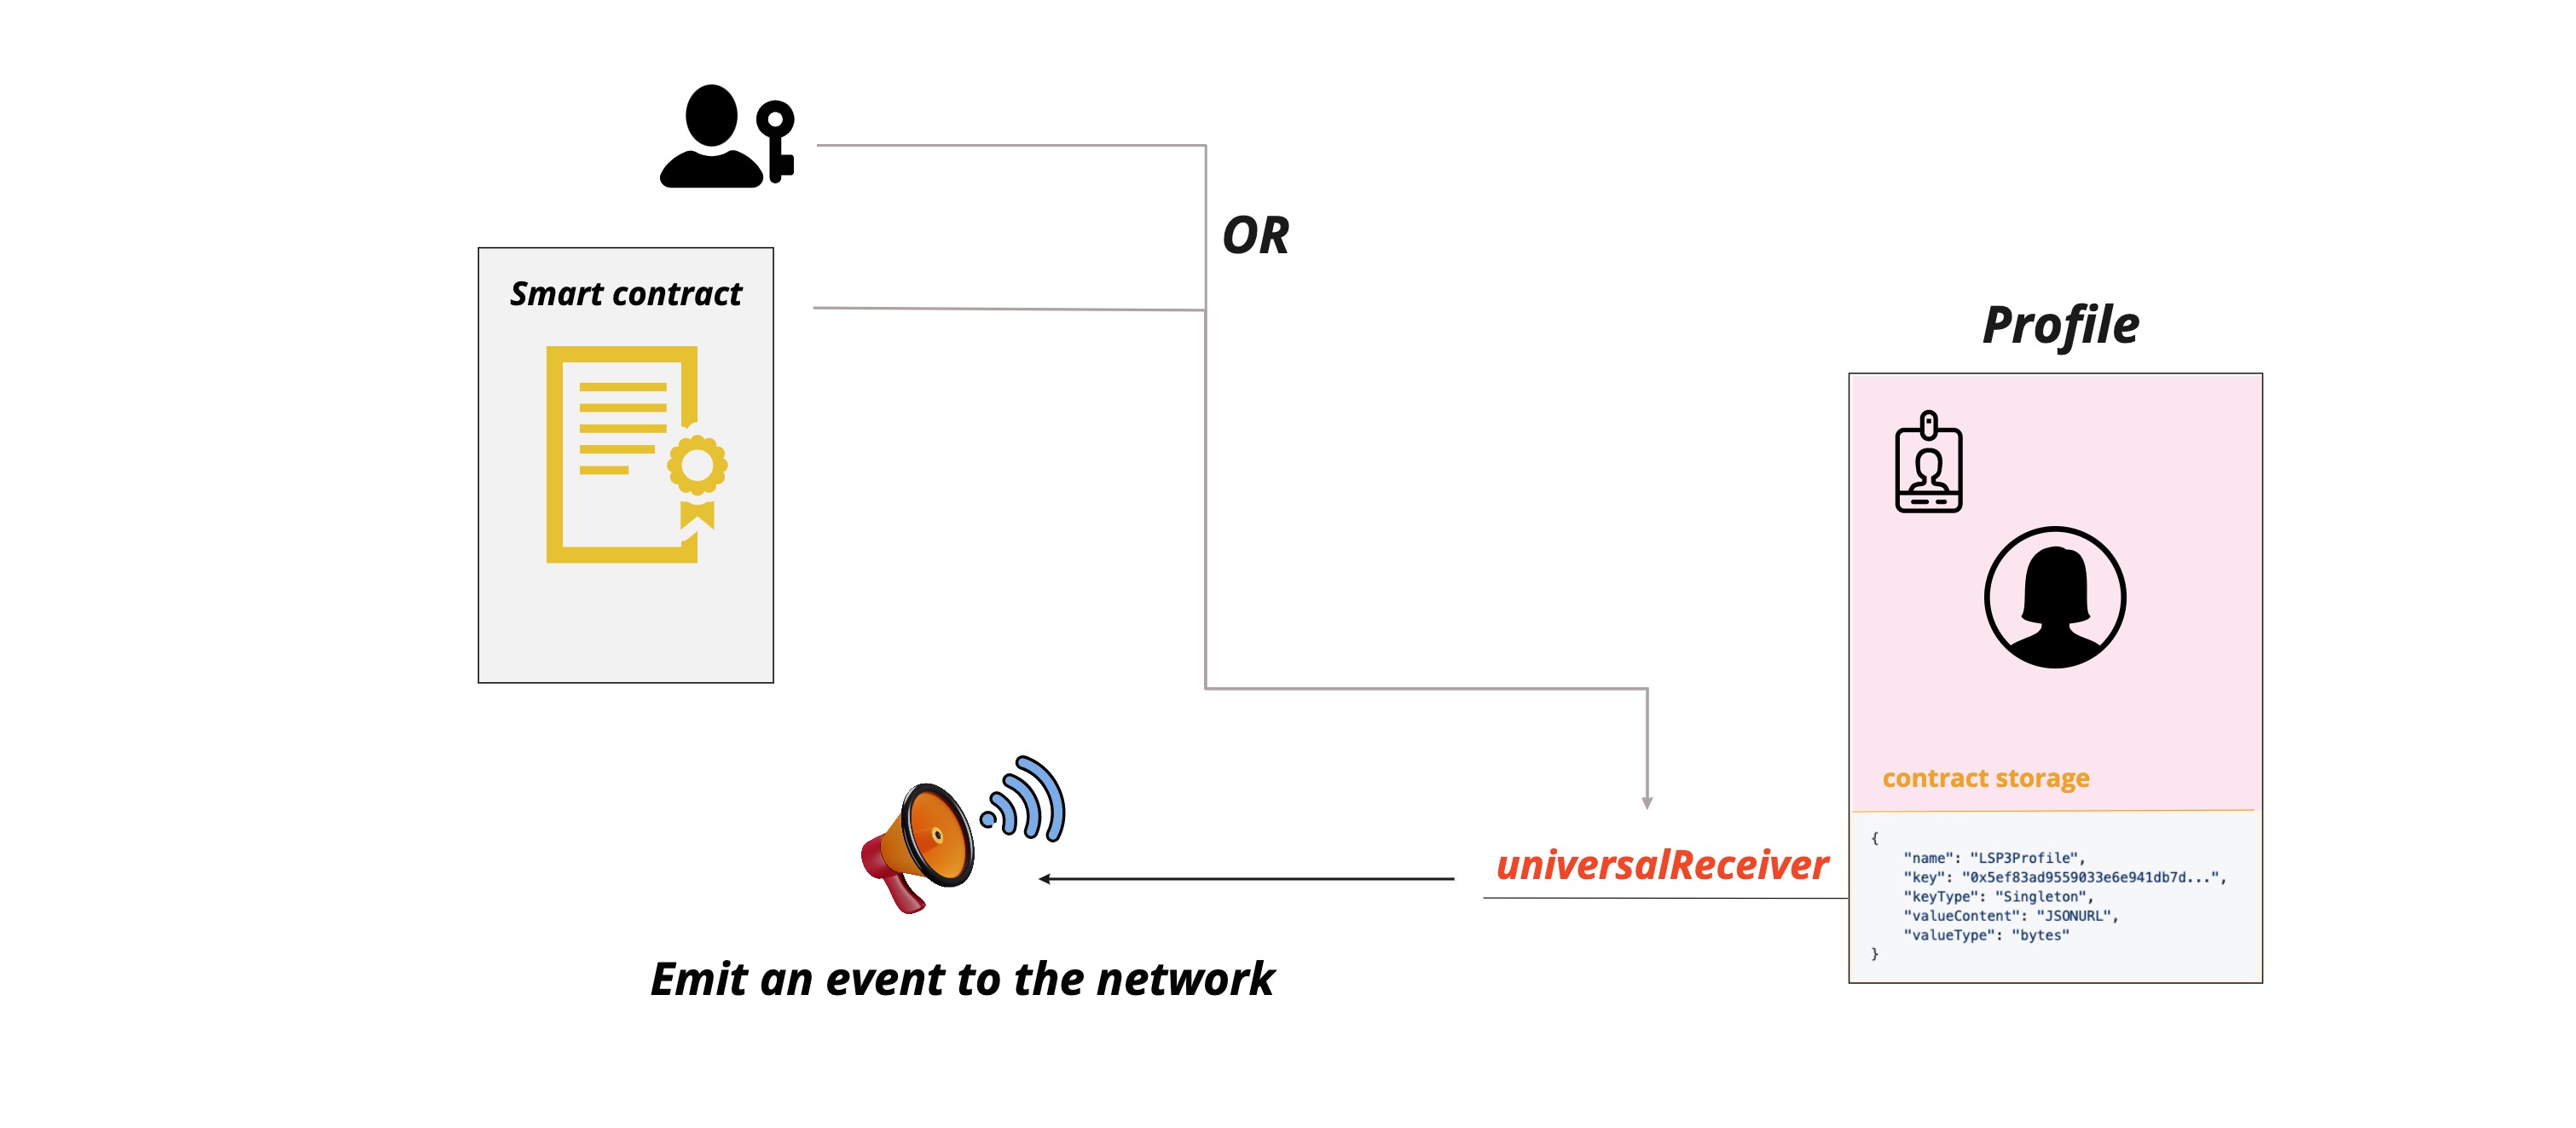 OR
Smart contract
Profile
contract storage
{
"name": "LSP3Profile",
"key": "0x5ef83ad9559033e6e941db7d...",
"keyType": "Singleton",
"valueContent": "JSONURL",
"valueType": "bytes"
}
universalReceiver
Emit an event to the network